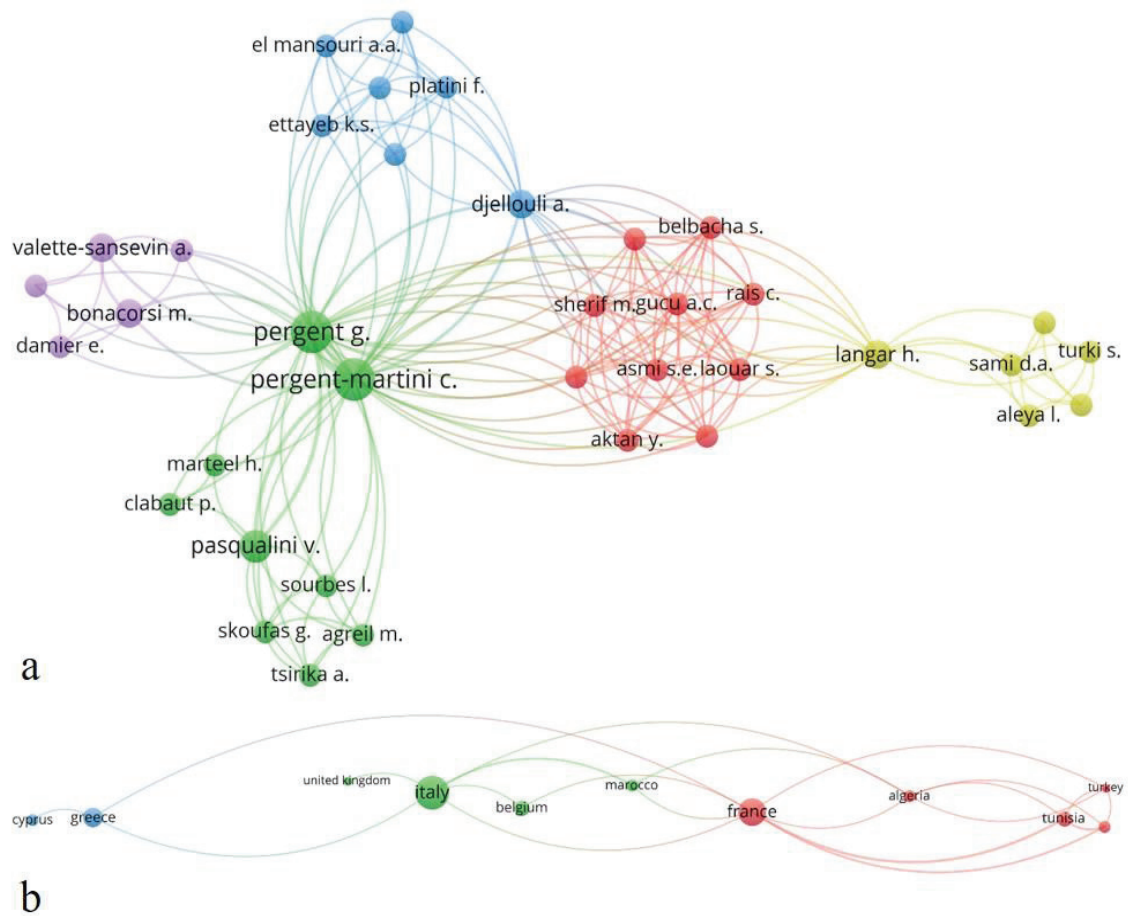 el mansouri a.a.
platini f.
ettayeb k.s.
djellouli a.
belbacha s.
valette-sansevin a.
bonacorsi m.
damier e.
sherif m.
gucu a.c.
rais c.
pergent g.
pergent-martini c.
asmi s.e.
laouar s.
langar h.
sami d.a.
turki s.
aleya l.
aktan y.
marteel h.
clabaut p.
pasqualini v.
sourbes l.
skoufas g.
agreil m.
tsirika a.
a
cyprus
greece
united kingdom
italy
belgium
marocco
france
algeria
tunisia
turkey
b